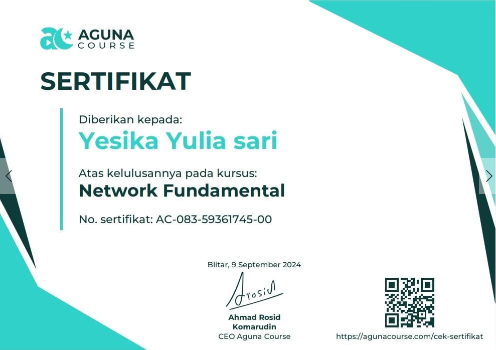 AGUNA
COURSE
SERTIFIKAT
Diberikan kepada:
Yesika Yulia sari
Atas kelulusannya pada kursus:
Network Fundamental
No. sertifikat: AC-083-59361745-00
Blitar, 9 September 2024
Arosid
Ahmad Rosid
Komarudin
CEO Aguna Course
https://agunacourse.com/cek-sertifikat